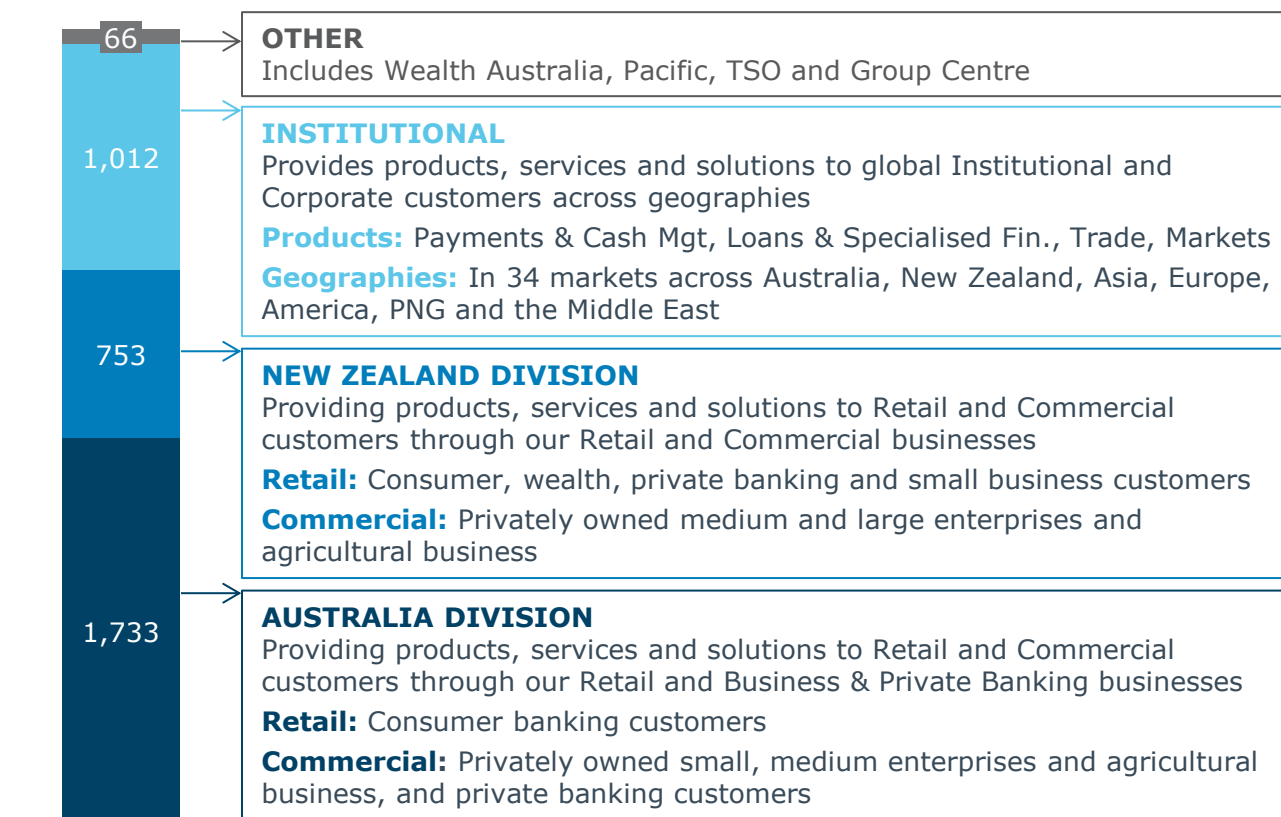 66
OTHER
Includes Wealth Australia, Pacific, TSO and Group Centre
1,012
INSTITUTIONAL
Provides products, services and solutions to global Institutional and
Corporate customers across geographies
Products: Payments & Cash Mgt, Loans & Specialised Fin., Trade, Markets
Geographies: In 34 markets across Australia, New Zealand, Asia, Europe,
America, PNG and the Middle East
753
NEW ZEALAND DIVISION
Providing products, services and solutions to Retail and Commercial
customers through our Retail and Commercial businesses
Retail: Consumer, wealth, private banking and small business customers
Commercial: Privately owned medium and large enterprises and
agricultural business
1,733
AUSTRALIA DIVISION
Providing products, services and solutions to Retail and Commercial
customers through our Retail and Business & Private Banking businesses
Retail: Consumer banking customers
Commercial: Privately owned small, medium enterprises and agricultural
business, and private banking customers